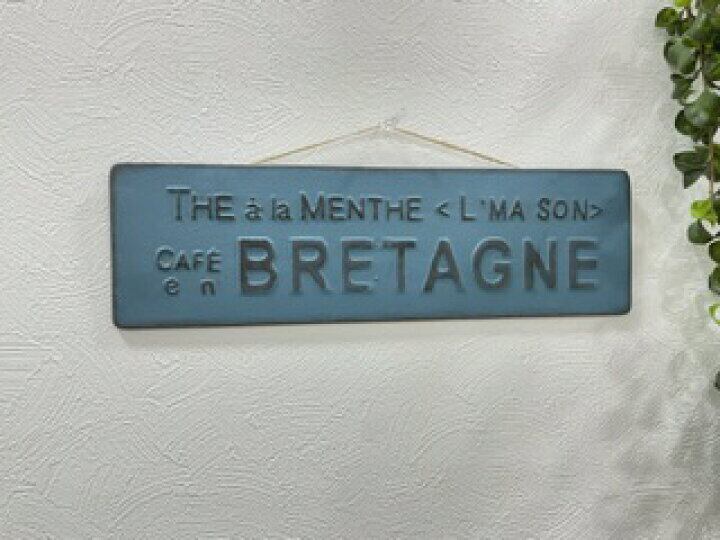 THE à la MENTHE < L'MA SON>
CAFÉ en BRETAGNE